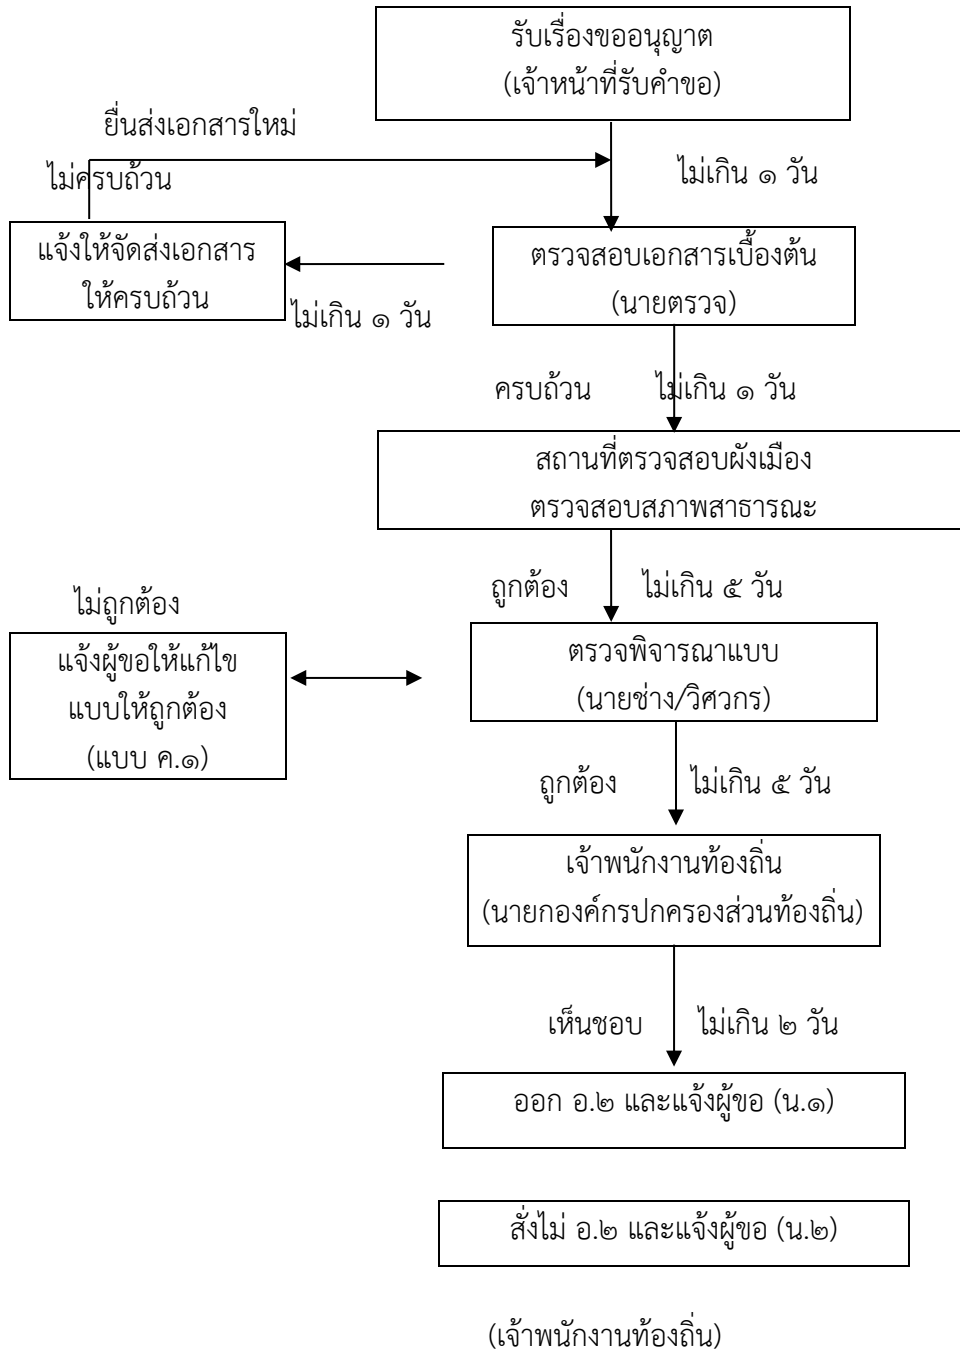 รับเรื่องขออนุญาต
(เจ้าหน้าที่รับคำขอ)
ยื่นส่งเอกสารใหม่
ไม่ครบถ้วน
ไม่เกิน ๑ วัน
แจ้งให้จัดส่งเอกสาร
ให้ครบถ้วน
ไม่เกิน ๑ วัน
ตรวจสอบเอกสารเบื้องต้น
(นายตรวจ)
ครบถ้วน ไม่เกิน ๑ วัน
สถานที่ตรวจสอบผังเมือง
ตรวจสอบสภาพสาธารณะ
ถูกต้อง ไม่เกิน ๕ วัน
ไม่ถูกต้อง
แจ้งผู้ขอให้แก้ไข
แบบให้ถูกต้อง
(แบบ ค.๑)
ตรวจพิจารณาแบบ
(นายช่าง/วิศวกร)
ถูกต้อง ไม่เกิน ๕ วัน
เจ้าพนักงานท้องถิ่น
(นายกองค์กรปกครองส่วนท้องถิ่น)
เห็นชอบ ไม่เกิน ๒ วัน
ออก อ.๒ และแจ้งผู้ขอ (น.๑)
สั่งไม่ อ.๒ และแจ้งผู้ขอ (น.๒)
(เจ้าพนักงานท้องถิ่น)